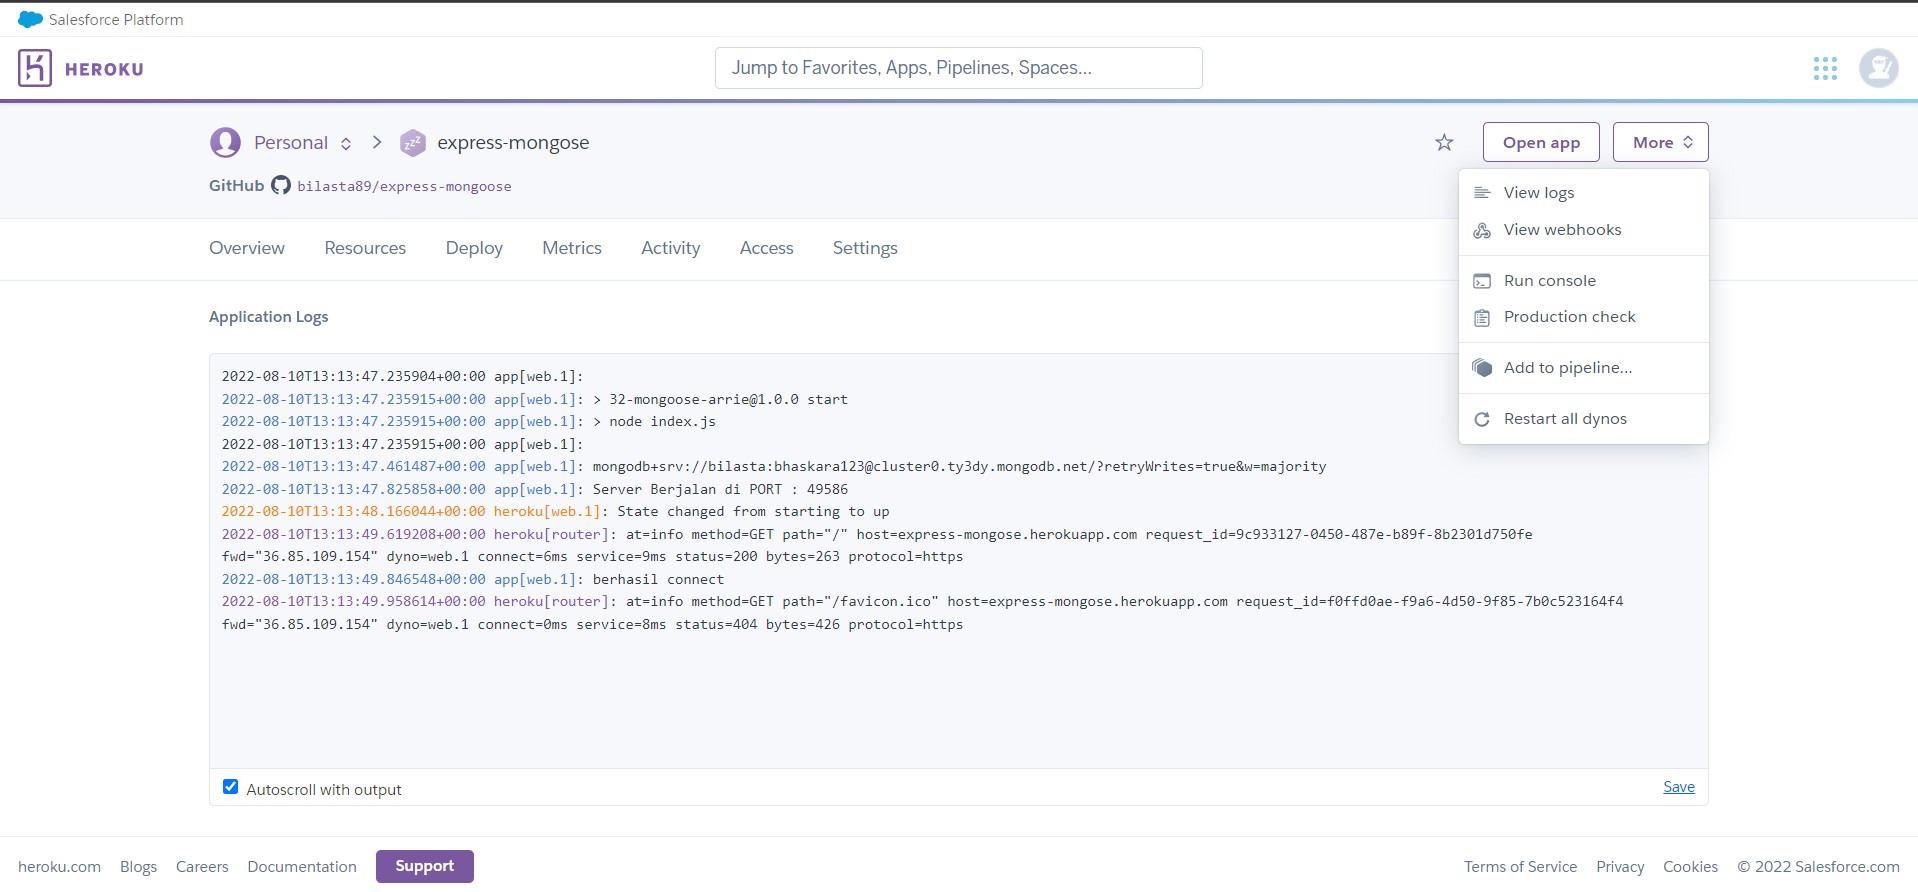 Salesforce Platform
HEROKU
Jump to Favorites, Apps, Pipelines, Spaces...
Personal > express-mongose
Open app
More
GitHub bilasta89/express-mongoose
View logs
View webhooks
Run console
Production check
Add to pipeline...
Restart all dynos
Overview Resources Deploy Metrics Activity Access Settings
Application Logs
2022-08-10T13:13:47.235904+00:00 app[web.1]:
2022-08-10T13:13:47.235915+00:00 app[web.1]: > 32-mongoose-arrie@1.0.0 start
2022-08-10T13:13:47.235915+00:00 app[web.1]: > node index.js
2022-08-10T13:13:47.235915+00:00 app[web.1]:
2022-08-10T13:13:47.461487+00:00 app[web.1]: mongodb+srv://bilasta:bhaskara123@cluster0.ty3dy.mongodb.net/?retryWrites=true&w=majority
2022-08-10T13:13:47.825858+00:00 app[web.1]: Server Berjalan di PORT : 49586
2022-08-10T13:13:48.166044+00:00 heroku[web.1]: State changed from starting to up
2022-08-10T13:13:49.619208+00:00 heroku[router]: at=info method=GET path="/" host=express-mongose.herokuapp.com request_id=9c933127-0450-487e-b89f-8b2301d750fe
fwd="36.85.109.154" dyno=web.1 connect=6ms service=9ms status=200 bytes=263 protocol=https
2022-08-10T13:13:49.846548+00:00 app[web.1]: berhasil connect
2022-08-10T13:13:49.958614+00:00 heroku[router]: at=info method=GET path="/favicon.ico" host=express-mongose.herokuapp.com request_id=f0ffd0ae-f9a6-4d50-9f85-7b0c523164f4
fwd="36.85.109.154" dyno=web.1 connect=0ms service=8ms status=404 bytes=426 protocol=https
Autoscroll with output
Save
heroku.com Blogs Careers Documentation Support
Terms of Service Privacy Cookies © 2022 Salesforce.com